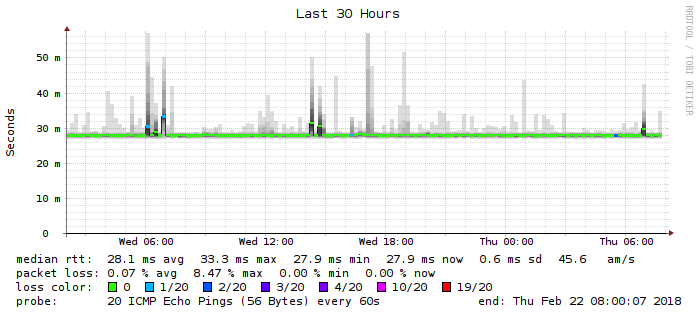 Last 30 Hours
RRDTOOL / TOBI OETIKER
Seconds
50 m
40 m
30 m
20 m
10 m
0
Wed 06:00 Wed 12:00 Wed 18:00 Thu 00:00 Thu 06:00
median rtt: 28.1 ms avg 33.3 ms max 27.9 ms min 27.9 ms now 0.6 ms sd 45.6 am/s
packet loss: 0.07 % avg 8.47 % max 0.00 % min 0.00 % now
loss color: 0 1/20 2/20 3/20 4/20 10/20 19/20
probe: 20 ICMP Echo Pings (56 Bytes) every 60s end: Thu Feb 22 08:00:07 2018